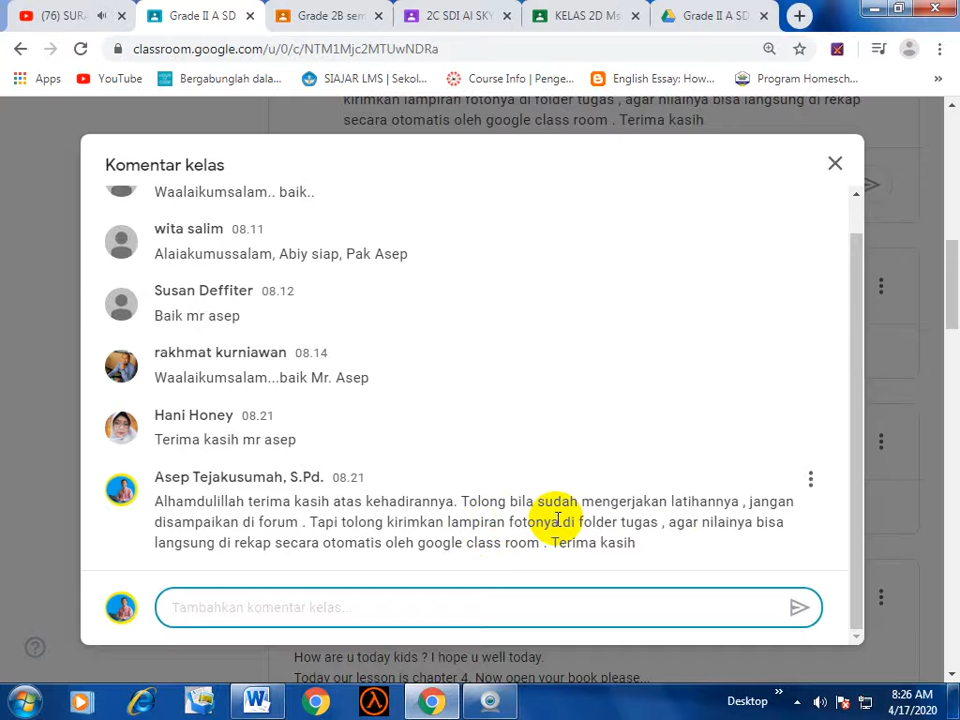 (76) SURA
Grade II A SD
Grade 2B sem
2C SDI Al SKY
KELAS 2D Ms
Grade II A SD
classroom.google.com/u/0/c/NTM1Mjc2MTUwNDRa
Apps
YouTube
Bergabunglah dala...
SIAJAR LMS | Sekol...
Course Info | Penge...
English Essay: How...
Program Homesch...
»
kirimkan lampiran fotonya di folder tugas , agar nilainya bisa langsung di rekap
secara otomatis oleh google class room . Terima kasih
Komentar kelas
Waalaikumsalam.. baik..
wita salim 08.11
Alaiakumussalam, Abiy siap, Pak Asep
Susan Deffiter 08.12
Baik mr asep
rakhmat kurniawan 08.14
Waalaikumsalam...baik Mr. Asep
Hani Honey 08.21
Terima kasih mr asep
Asep Tejakusumah, S.Pd. 08.21
Alhamdulillah terima kasih atas kehadirannya. Tolong bila sudah mengerjakan latihannya , jangan
disampaikan di forum . Tapi tolong kirimkan lampiran fotonya di folder tugas , agar nilainya bisa
langsung di rekap secara otomatis oleh google class room . Terima kasih
Tambahkan komentar kelas...
How are u today kids ? I hope u well today.
Today our lesson is chapter 4. Now open your book please...
Desktop
»
8:26 AM
4/17/2020